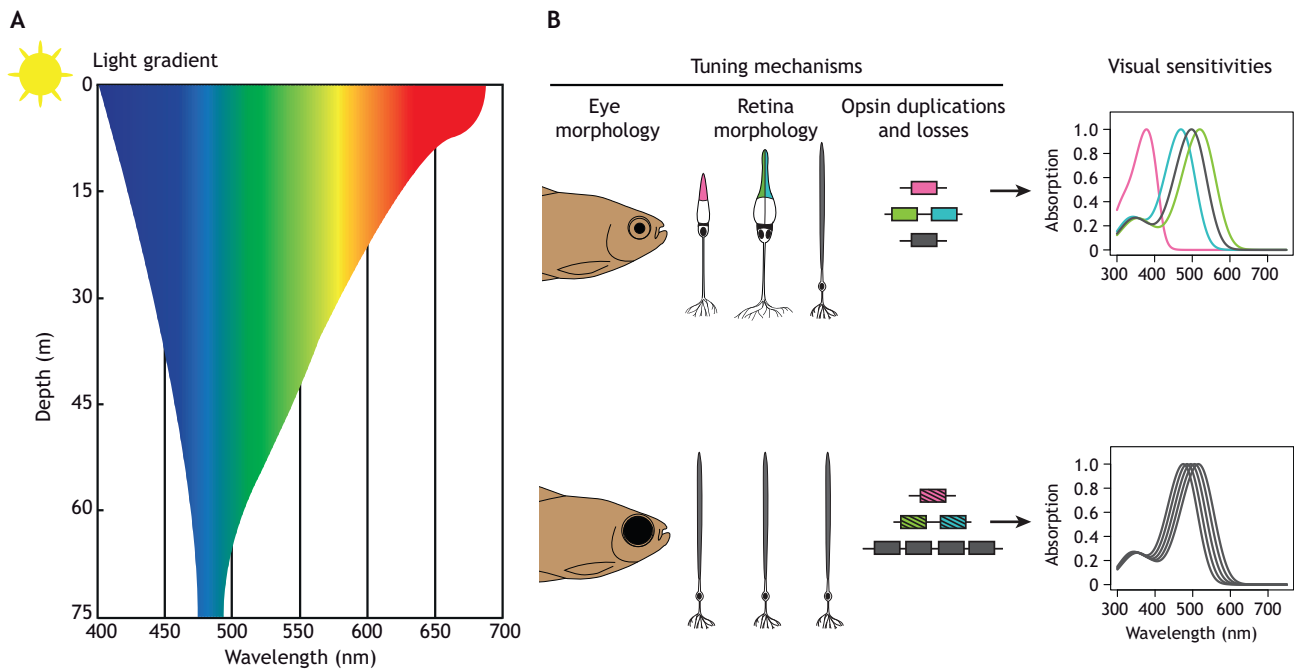 A
Light gradient
0
15
30
45
60
75
Depth (m)
400 450 500 550 600 650 700
Wavelength (nm)
B
Tuning mechanisms
Visual sensitivities
Eye
morphology
Retina
morphology
Opsin duplications
and losses
1.0
0.8
0.6
0.4
0.2
0
Absorption
300 400 500 600 700
1.0
0.8
0.6
0.4
0.2
0
Absorption
300 400 500 600 700
Wavelength (nm)